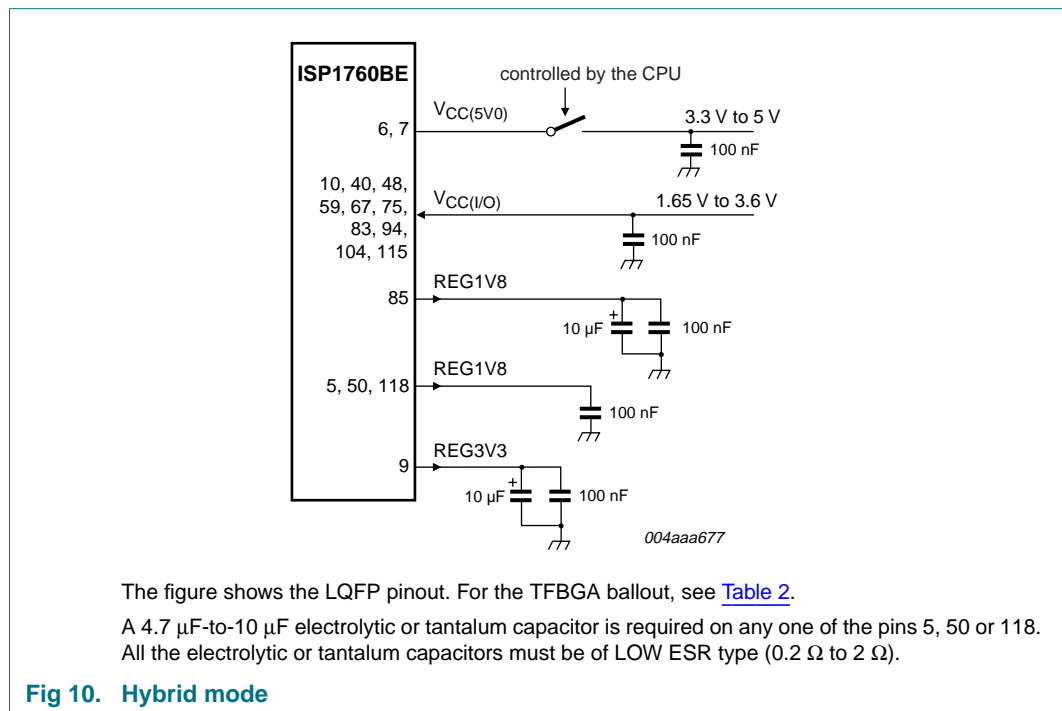 ISP1760BE
controlled by the CPU
6, 7
VCC(5V0)
3.3 V to 5 V
100 nF
10, 40, 48,
59, 67, 75,
83, 94,
104, 115
VCC(I/O)
1.65 V to 3.6 V
100 nF
85
REG1V8
+
10 µF
100 nF
5, 50, 118
REG1V8
100 nF
9
REG3V3
+
10 µF
100 nF
004aaa677
The figure shows the LQFP pinout. For the TFBGA ballout, see Table 2.
A 4.7 µF-to-10 µF electrolytic or tantalum capacitor is required on any one of the pins 5, 50 or 118.
All the electrolytic or tantalum capacitors must be of LOW ESR type (0.2 Ω to 2 Ω).
Fig 10. Hybrid mode